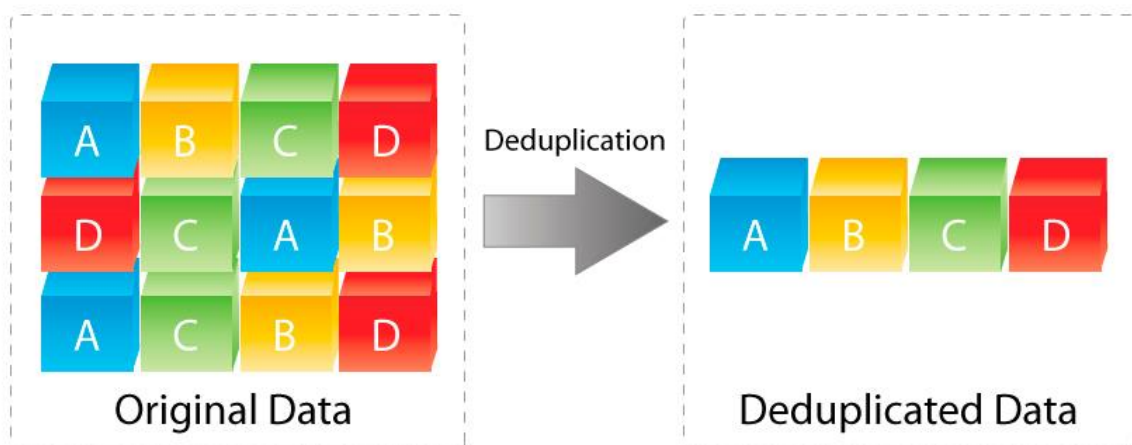 A B C D
Deduplication
D C A B
A B C D
A C B D
Original Data
Deduplicated Data